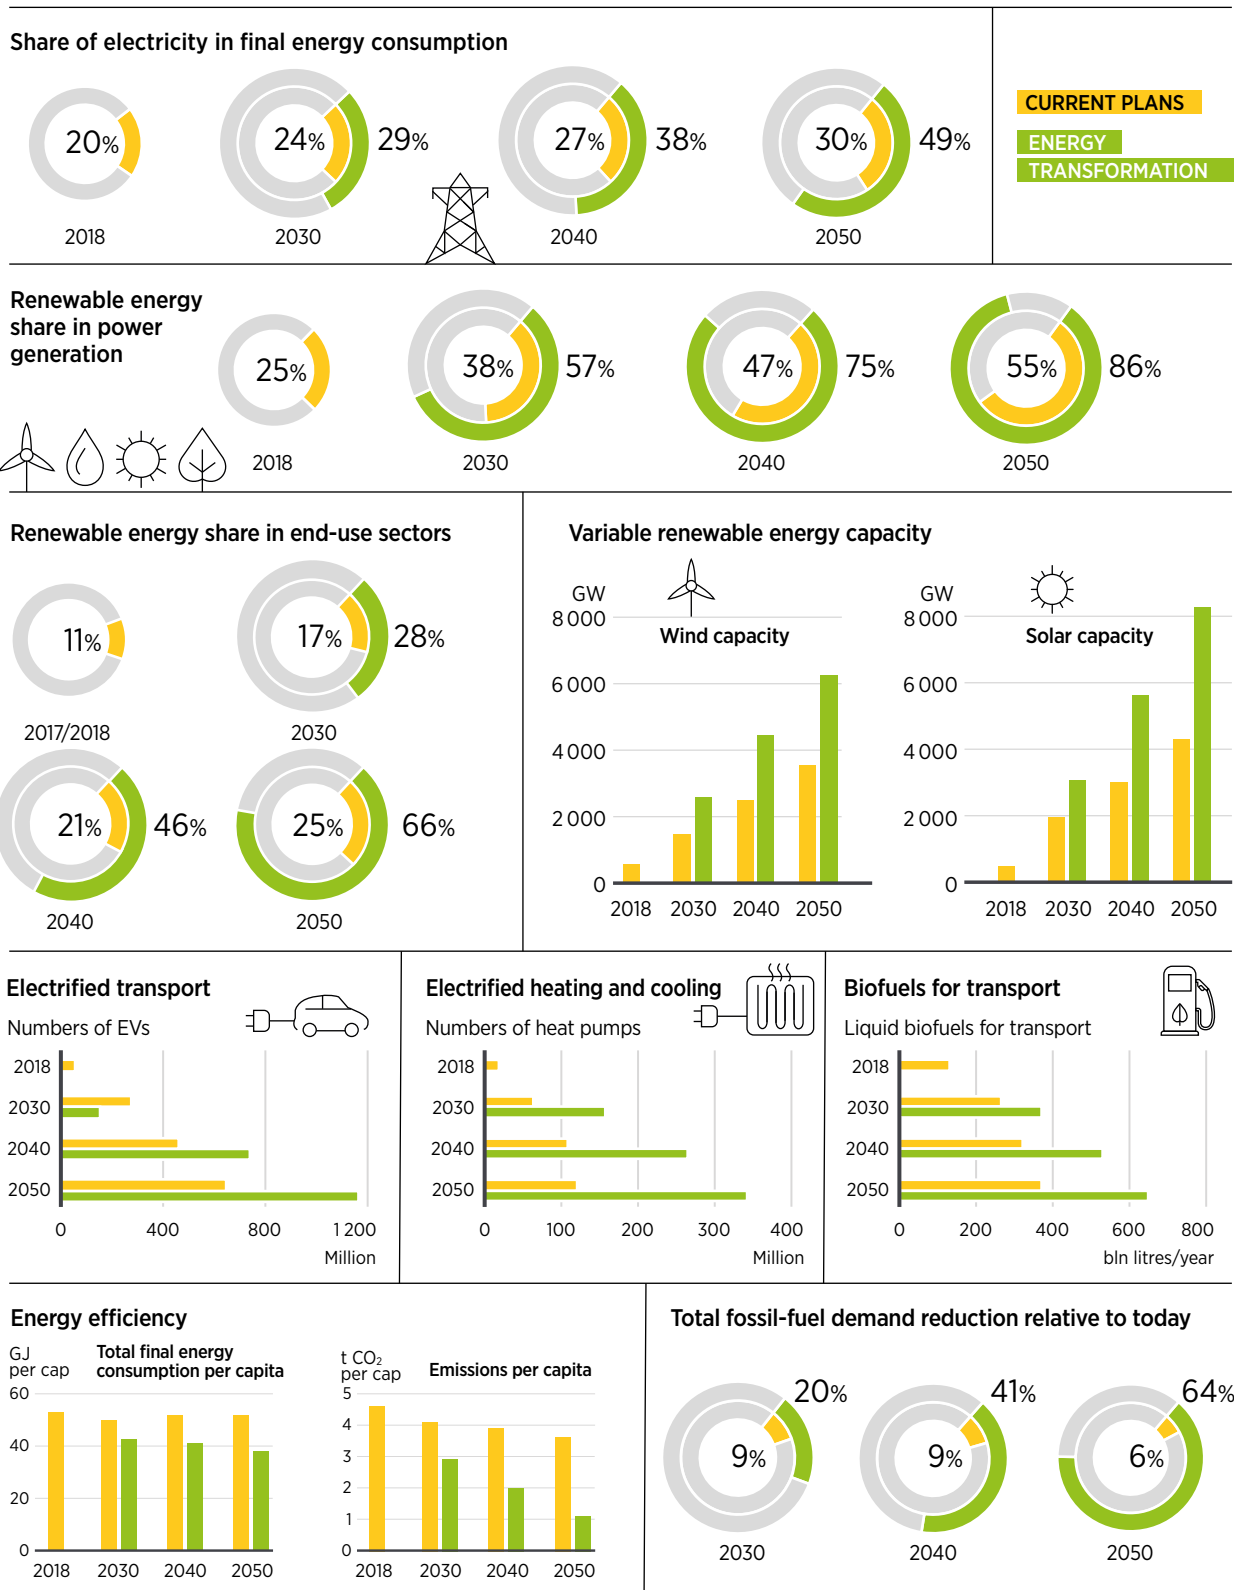 Share of electricity in final energy consumption
20%
24%
29%
27%
38%
30%
49%
2018
2030
2040
2050
CURRENT PLANS
ENERGY
TRANSFORMATION
Renewable energy
share in power
generation
25%
38%
57%
47%
75%
55%
86%
2018
2030
2040
2050
Renewable energy share in end-use sectors
11%
17%
28%
2017/2018
2030
21%
46%
25%
66%
2040
2050
Variable renewable energy capacity
GW
8 000
6 000
4 000
2 000
0
Wind capacity
2018 2030 2040 2050
GW
8 000
6 000
4 000
2 000
0
Solar capacity
2018 2030 2040 2050
Electrified transport
Numbers of EVs
2018
2030
2040
2050
0 400 800 1 200
Million
Electrified heating and cooling
Numbers of heat pumps
2018
2030
2040
2050
0 100 200 300 400
Million
Biofuels for transport
Liquid biofuels for transport
2018
2030
2040
2050
0 200 400 600 800
bln litres/year
Energy efficiency
GJ
per cap
Total final energy
consumption per capita
60
40
20
0
2018 2030 2040 2050
t CO₂
per cap
Emissions per capita
5
4
3
2
1
0
2018 2030 2040 2050
Total fossil-fuel demand reduction relative to today
20%
9%
41%
9%
64%
6%
2030
2040
2050